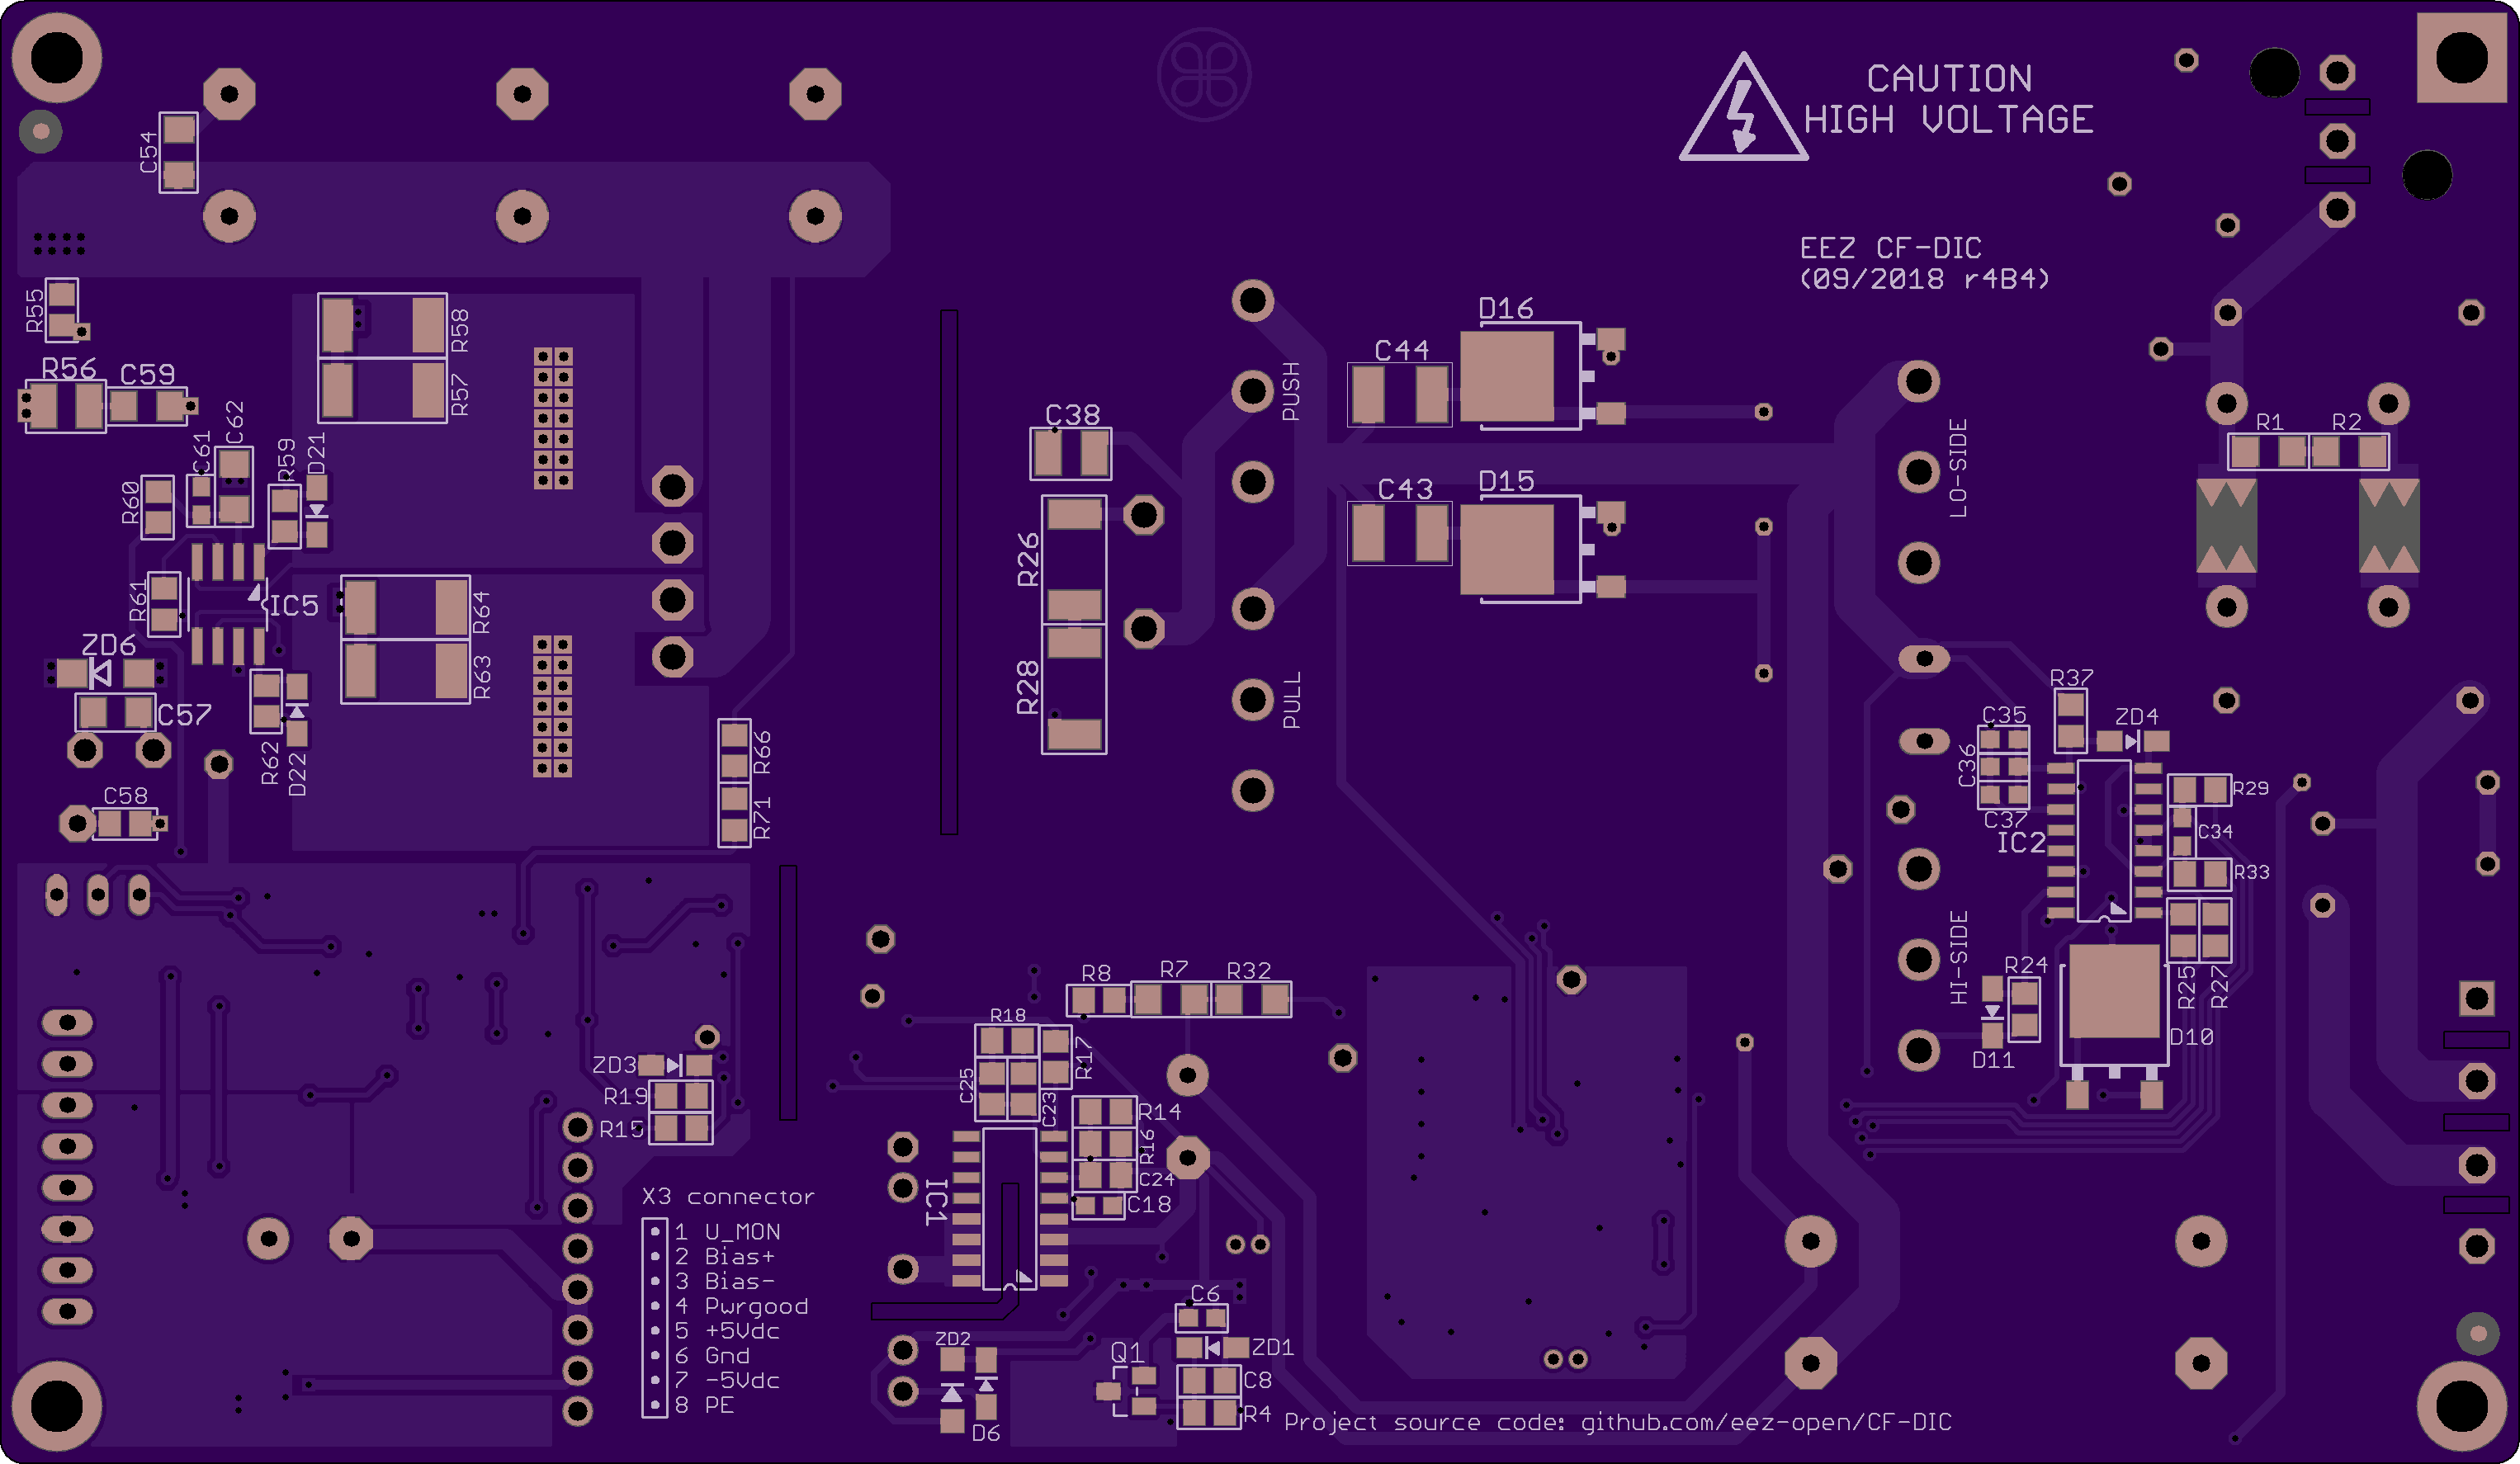 CAUTION
HIGH VOLTAGE
EEZ CF-DIC
(09/2018 r4B4)
C54
R55
R56
C59
R58
R57
C61
C62
R59
D21
R60
R61
IC5
ZD6
C57
R62
D22
C58
R64
R63
R66
R71
C38
R26
R28
PUSH
PULL
C44
D16
C43
D15
LO-SIDE
HI-SIDE
R1
R2
R37
C35
ZD4
C36
C37
IC2
R29
C34
R33
R25
R27
R24
D11
D10
ZD3
R19
R15
R8
R7
R32
R18
R17
C25
C23
R14
R16
C24
C18
IC1
X3 connector
1 U_MON
2 Bias+
3 Bias-
4 Pwrgood
5 +5Vdc
6 Gnd
7 -5Vdc
8 PE
ZD2
D6
C6
Q1
ZD1
C8
R4
Project source code: github.com/eez-open/CF-DIC